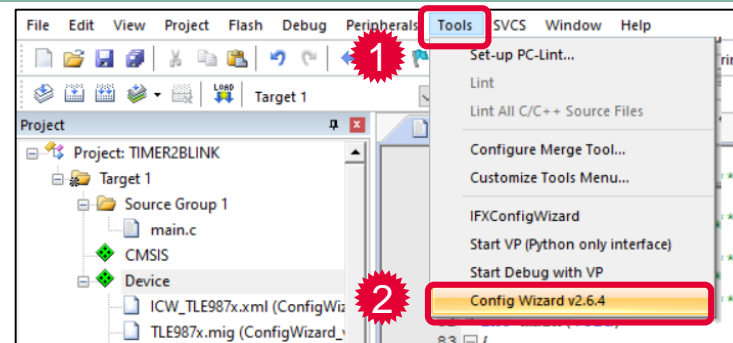 File Edit View Project Flash Debug Peripherals Tools SVCS Window Help
1
Set-up PC-Lint...
Lint
LOAD
Target 1
Lint All C/C++ Source Files
Project
Project: TIMER2BLINK
Configure Merge Tool...
Target 1
Customize Tools Menu...
Source Group 1
main.c
IFXConfigWizard
CMSIS
Start VP (Python only interface)
Device
Start Debug with VP
ICW_TLE987x.xml (ConfigWiz
2
Config Wizard v2.6.4
TLE987x.mig (ConfigWizard_
83 {